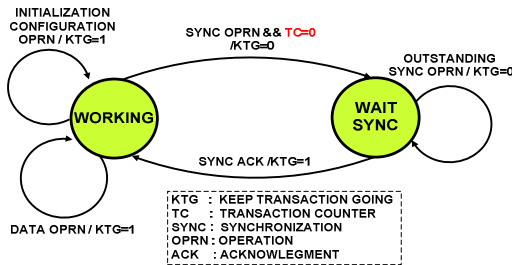 INITIALIZATION
CONFIGURATION
OPRN / KTG=1
SYNC OPRN && TC=0
/KTG=0
OUTSTANDING
SYNC OPRN / KTG=0
WORKING
WAIT
SYNC
SYNC ACK /KTG=1
DATA OPRN / KTG=1
KTG : KEEP TRANSACTION GOING
TC : TRANSACTION COUNTER
SYNC : SYNCHRONIZATION
OPRN : OPERATION
ACK : ACKNOWLEGMENT